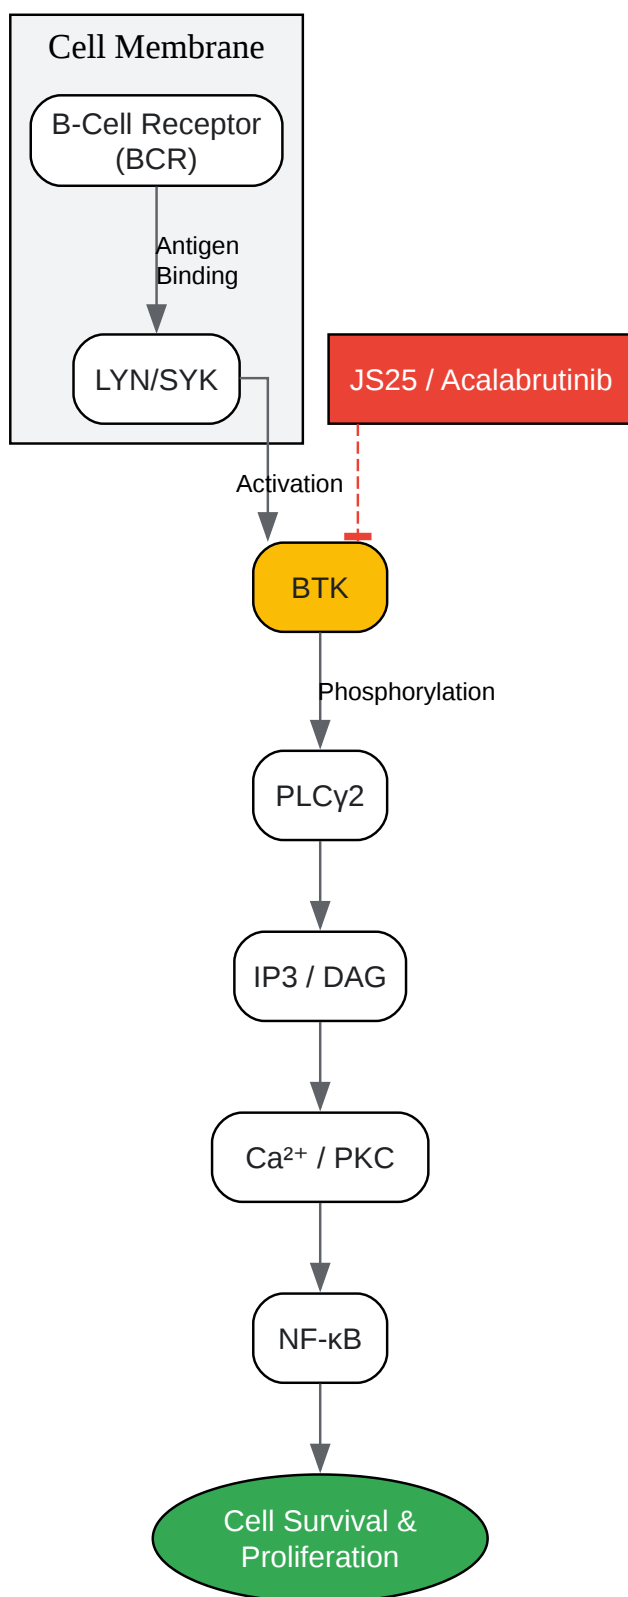 Cell Membrane
B-Cell Receptor
(BCR)
Antigen
Binding
LYN/SYK
JS25 / Acalabrutinib
Activation
BTK
Phosphorylation
PLCγ2
IP3 / DAG
Ca²⁺ / PKC
NF-κB
Cell Survival &
Proliferation